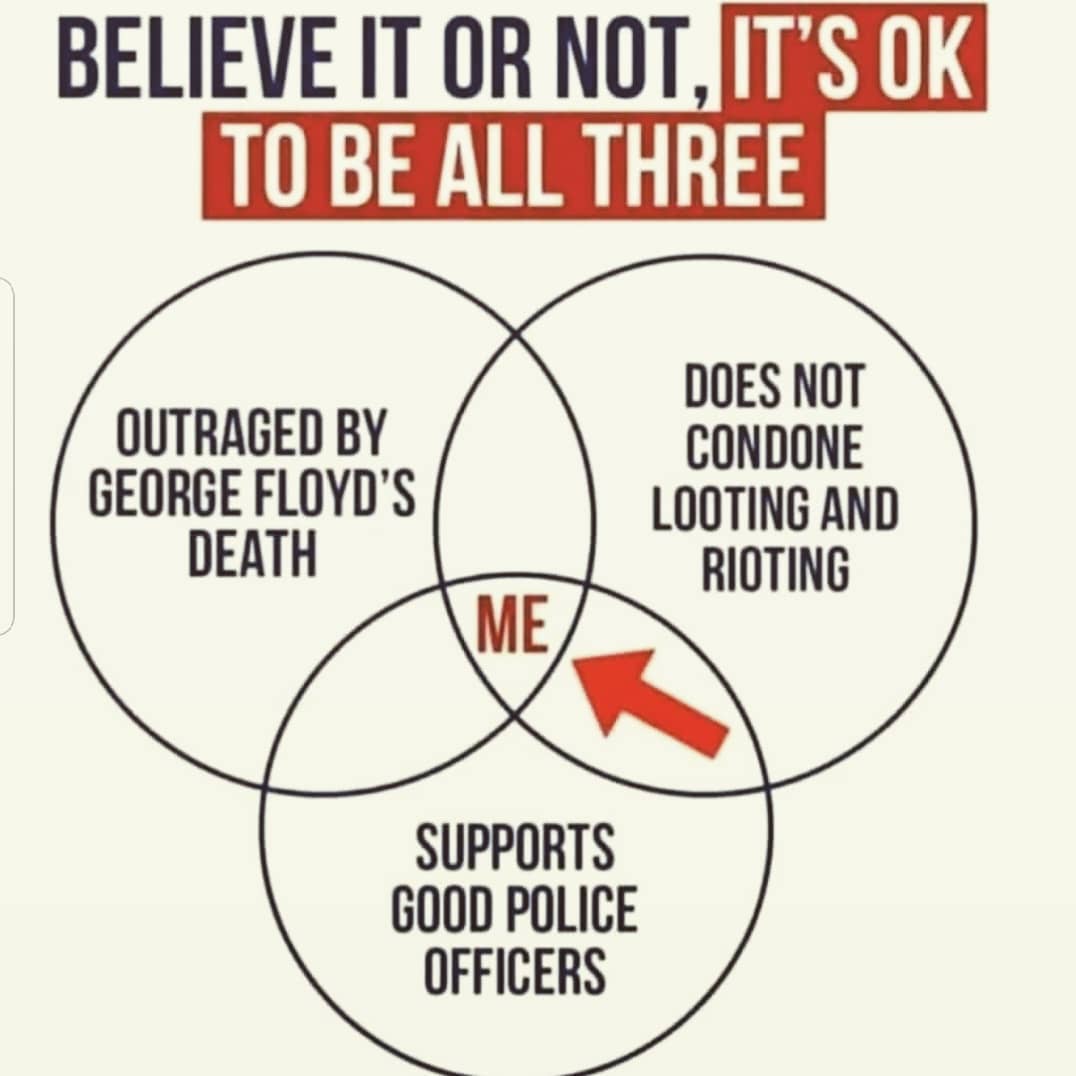 BELIEVE IT OR NOT, IT'S OK
TO BE ALL THREE
OUTRAGED BY
GEORGE FLOYD'S
DEATH
DOES NOT
CONDONE
LOOTING AND
RIOTING
ME
SUPPORTS
GOOD POLICE
OFFICERS